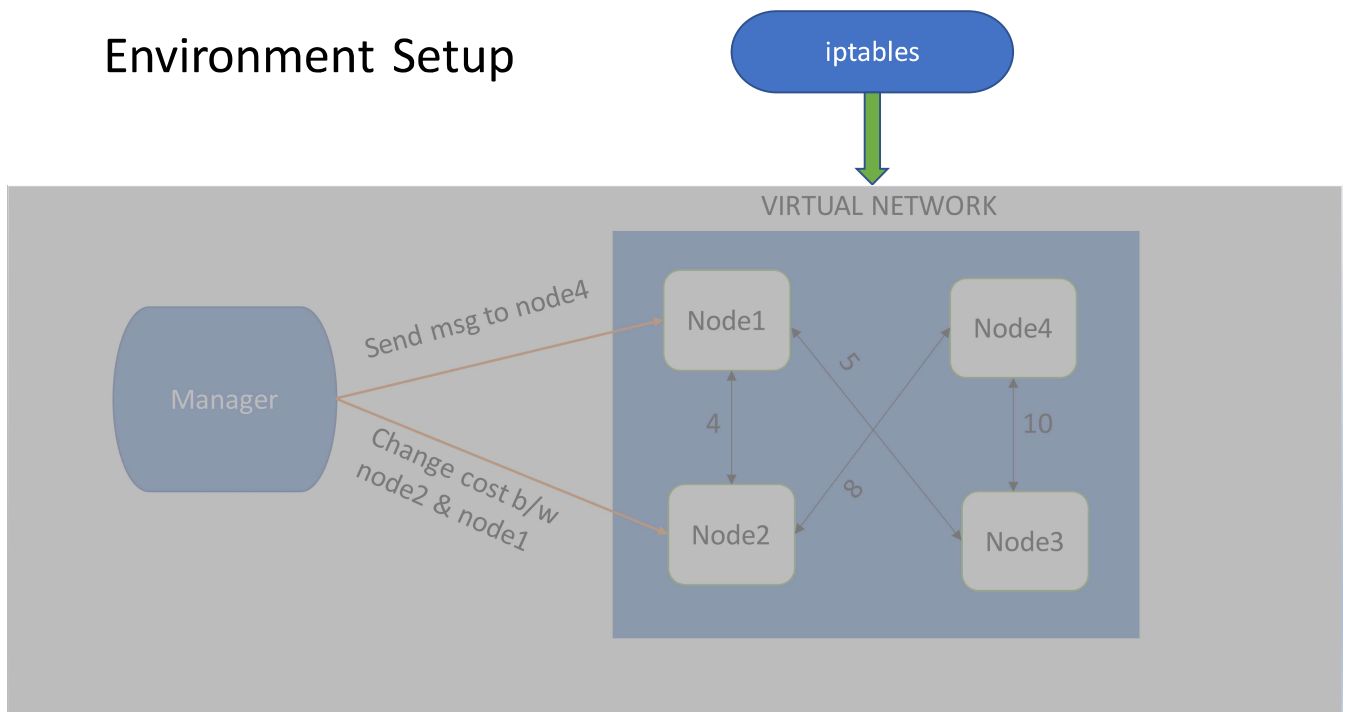 Environment Setup
iptables
VIRTUAL NETWORK
Send msg to node4
Node1
Node4
5
Manager
4
10
Change cost b/w
node2 & node1
8
Node2
Node3